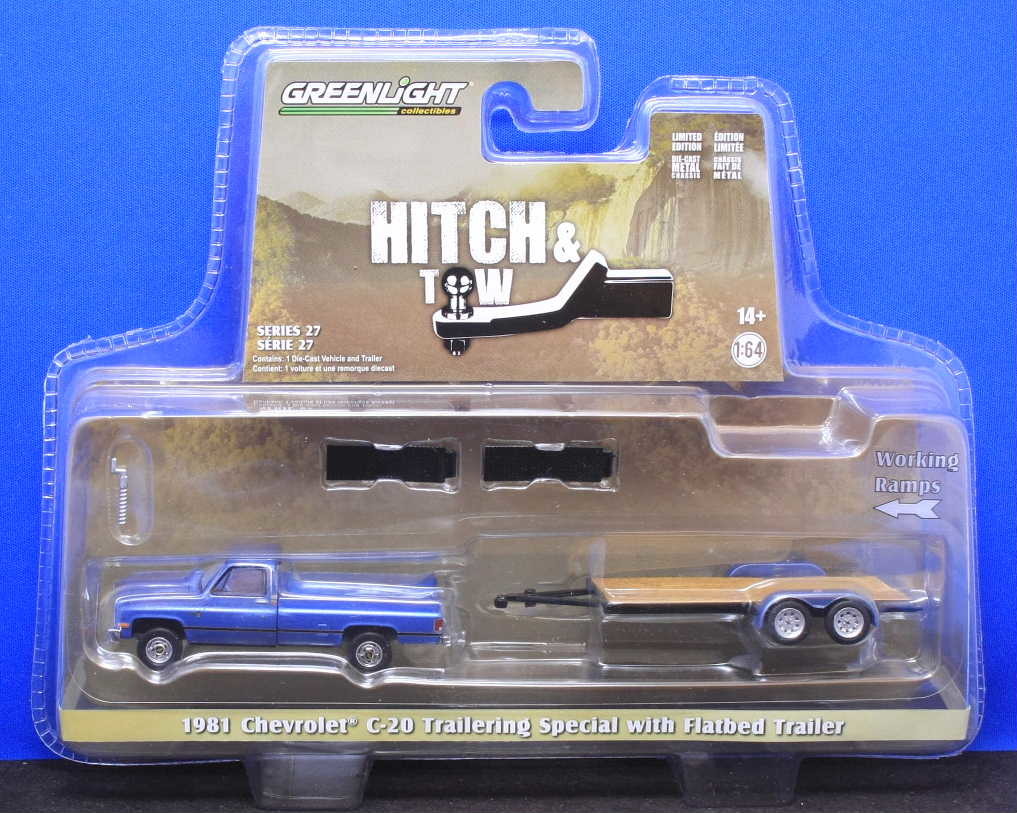 GREENLiGHT
collectibles
LIMITED EDITION
ÉDITION LIMITÉE
DIE-CAST METAL CHASSIS
CHÂSSIS FAIT DE MÉTAL
HITCH &
TOW
SERIES 27
SÉRIE 27
Contains: 1 Die-Cast Vehicle and Trailer
Contient: 1 voiture et une remorque diecast
14+
1:64
Working
Ramps
1981 Chevrolet® C-20 Trailering Special with Flatbed Trailer